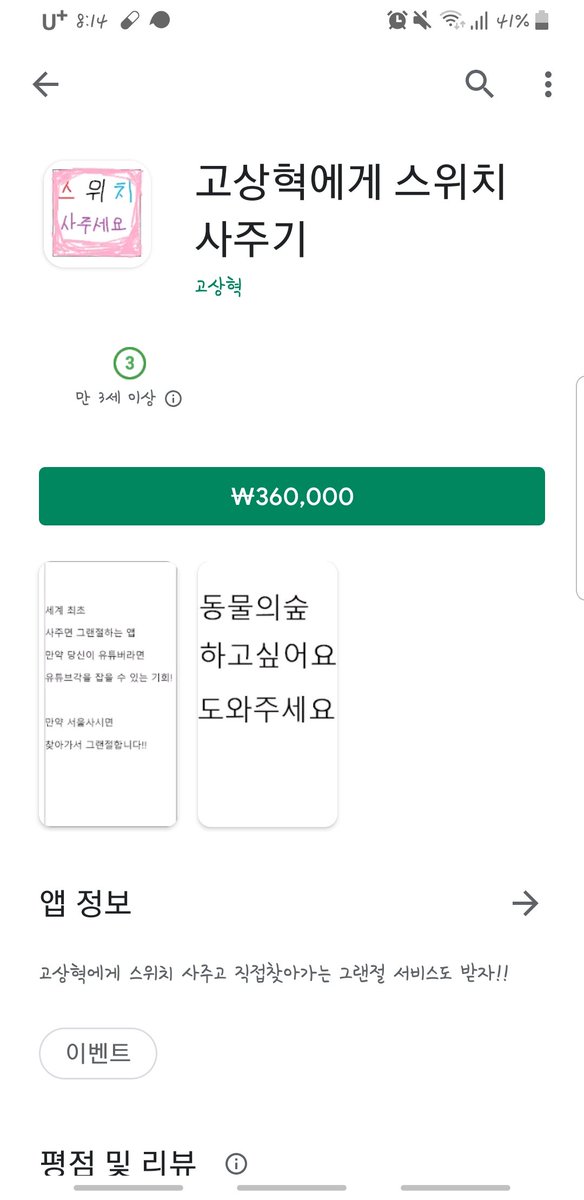 U+ 8:14 41%
스위치
사주세요
고상혁에게 스위치
사주기
고상혁
3
만 3세 이상
₩360,000
세계 최초
사주면 그랜절하는 앱
만약 당신이 유튜버라면
유튜브각을 잡을 수 있는 기회!
만약 서울사시면
찾아가서 그랜절합니다!!
동물의숲
하고싶어요
도와주세요
앱 정보
고상혁에게 스위치 사주고 직접찾아가는 그랜절 서비스도 받자!!
이벤트
평점 및 리뷰